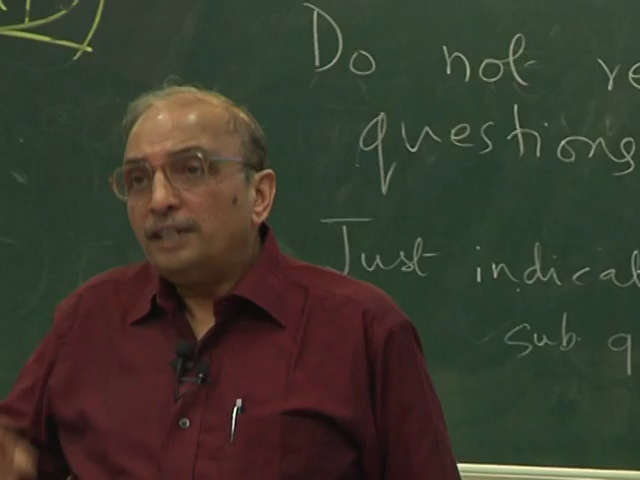 Do not re
questions
Just indicat
sub q